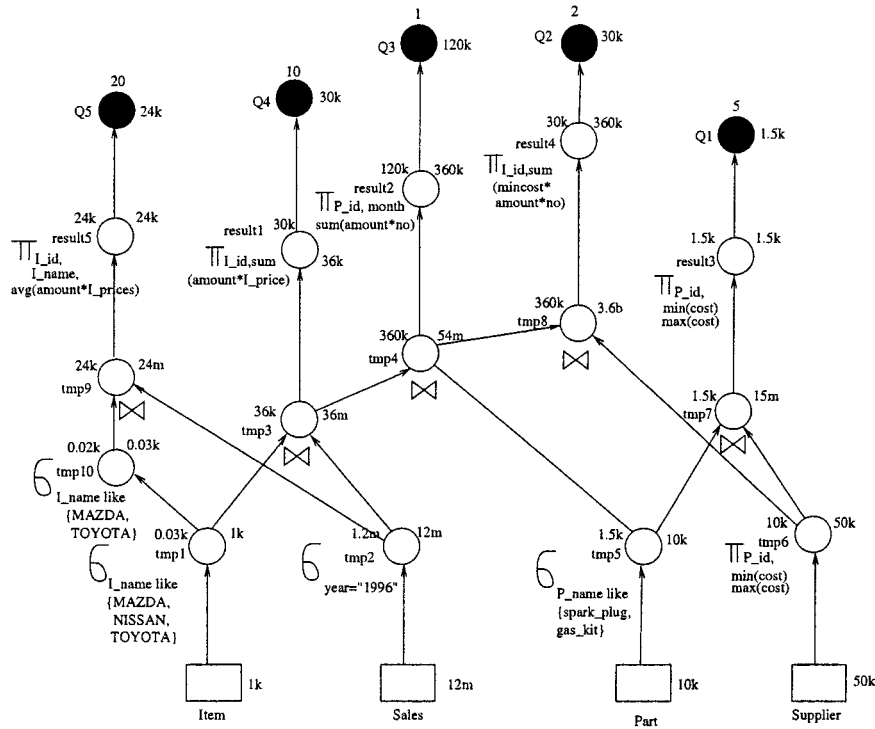 1
2
Q3 120k
Q2 30k
20
10
5
Q5 24k
Q4 30k
Q1 1.5k
30k 360k
result4
π I_id,sum
(mincost*
amount*no)
120k 360k
result2
π P_id, month
sum(amount*no)
24k 24k
result5
π I_id,
I_name,
avg(amount*I_prices)
result1 30k
36k
π I_id,sum
(amount*I_price)
1.5k 1.5k
result3
π P_id,
min(cost)
max(cost)
360k 3.6b
tmp8
⋈
360k 54m
tmp4
⋈
24k 24m
tmp9
⋈
36k 36m
tmp3
⋈
1.5k 15m
tmp7
⋈
0.02k 0.03k
tmp10
σ I_name like
{MAZDA,
TOYOTA}
0.03k 1k
tmp1
σ I_name like
{MAZDA,
NISSAN,
TOYOTA}
1.2m 12m
tmp2
σ year="1996"
1.5k 10k
tmp5
σ P_name like
{spark_plug,
gas_kit}
10k 50k
tmp6
π P_id,
min(cost)
max(cost)
1k
12m
10k
50k
Item
Sales
Part
Supplier